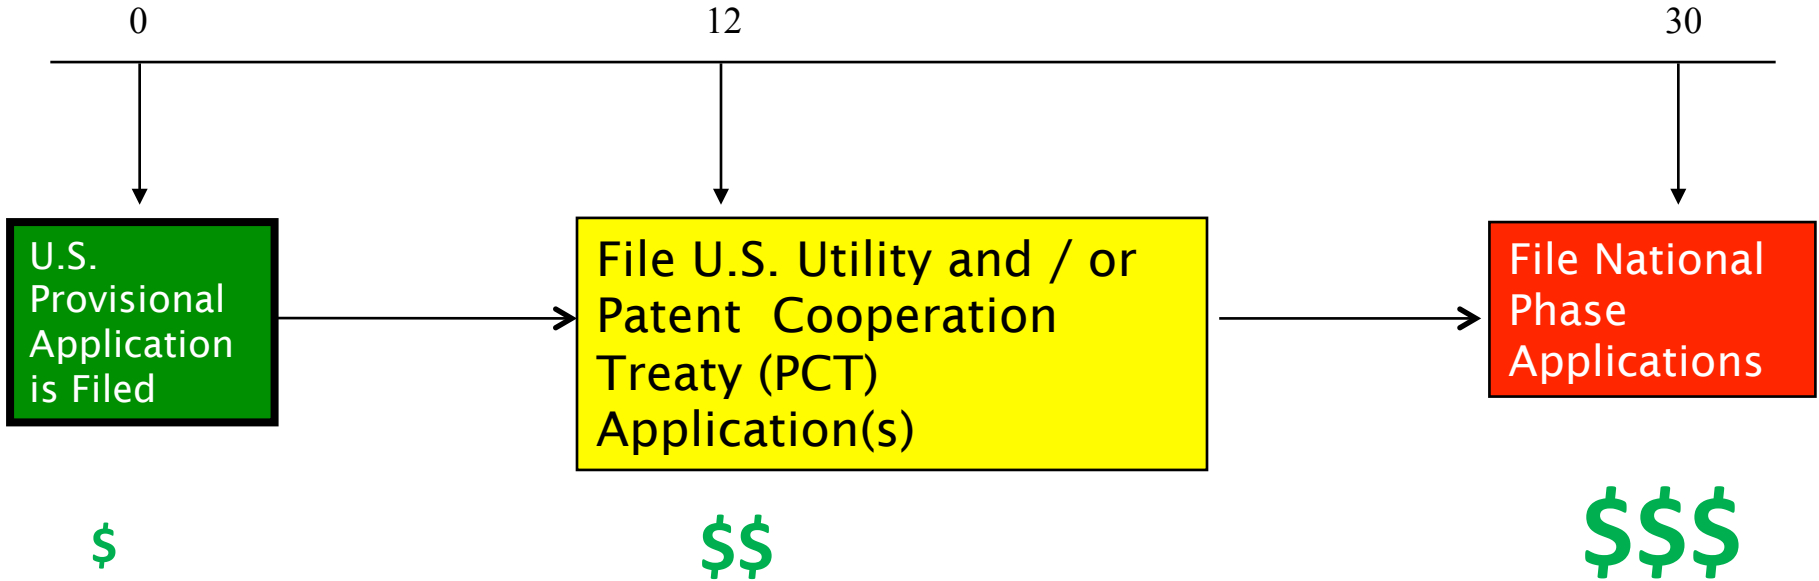 0
12
30
U.S.
Provisional
Application
is Filed
File U.S. Utility and / or
Patent  Cooperation
Treaty (PCT)
Application(s)
File National
Phase
Applications
$
$$
$$$